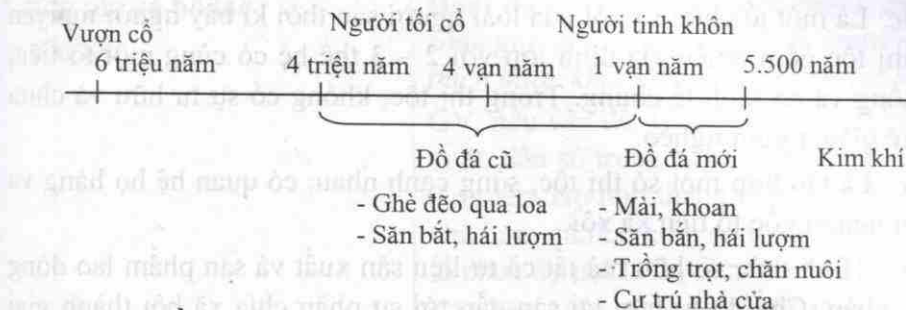 Vượn cổ Người tối cổ Người tinh khôn
6 triệu năm 4 triệu năm 4 vạn năm 1 vạn năm 5.500 năm
Đồ đá cũ Đồ đá mới Kim khí
- Ghè đẽo qua loa - Mài, khoan
- Săn bắt, hái lượm - Săn bắn, hái lượm
- Trồng trọt, chăn nuôi
- Cư trú nhà cửa